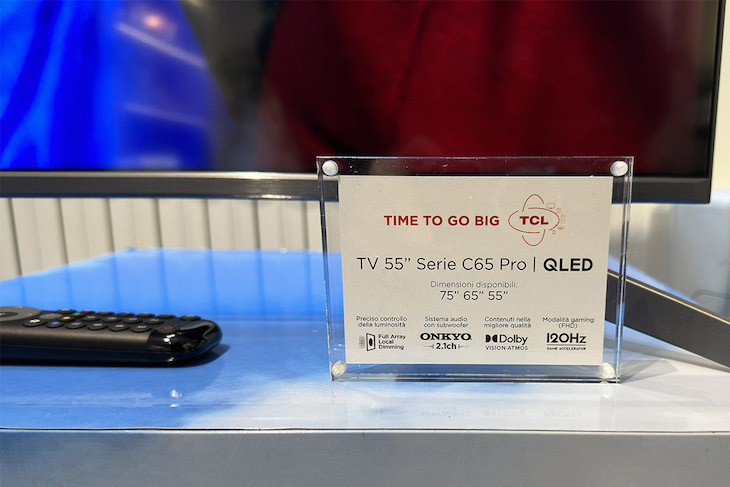 TIME TO GO BIG TCL
TV 55” Serie C65 Pro | QLED
Dimensioni disponibili:
75” 65” 55”
Preciso controllo
della luminosità
Full Array
Local
Dimming
Sistema audio
con subwoofer
ONKYO
2.1ch
Contenuti nella
migliore qualità
Dolby
VISION·ATMOS
Modalità gaming
(FHD)
120Hz
GAME ACCELERATOR